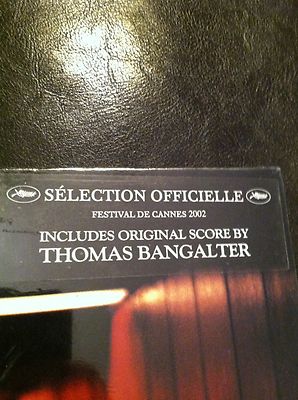 SÉLECTION OFFICIELLE
FESTIVAL DE CANNES 2002
INCLUDES ORIGINAL SCORE BY
THOMAS BANGALTER